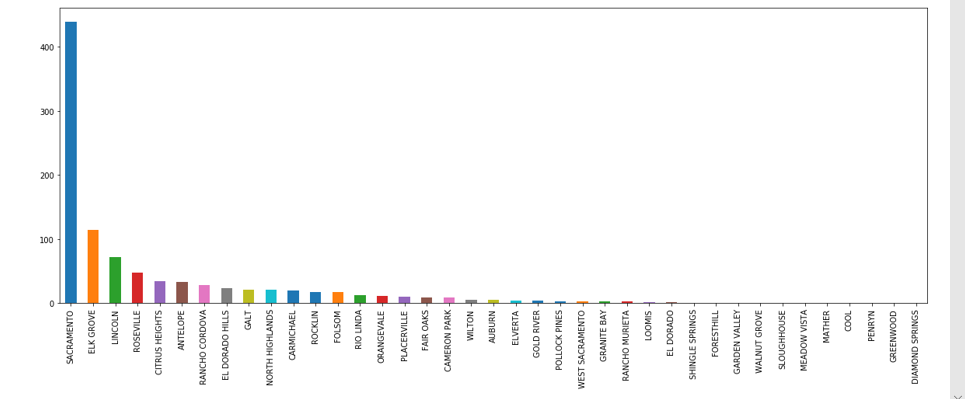 400
300
200
100
0
SACRAMENTO
ELK GROVE
LINCOLN
ROSEVILLE
CITRUS HEIGHTS
ANTELOPE
RANCHO CORDOVA
EL DORADO HILLS
GALT
NORTH HIGHLANDS
CARMICHAEL
ROCKLIN
FOLSOM
RIO LINDA
ORANGEVALE
PLACERVILLE
FAIR OAKS
CAMERON PARK
WILTON
AUBURN
ELVERTA
GOLD RIVER
POLLOCK PINES
WEST SACRAMENTO
GRANITE BAY
RANCHO MURIETA
LOOMIS
EL DORADO
SHINGLE SPRINGS
FORESTHILL
GARDEN VALLEY
WALNUT GROVE
SLOUGHHOUSE
MEADOW VISTA
MATHER
COOL
PENRYN
GREENWOOD
DIAMOND SPRINGS